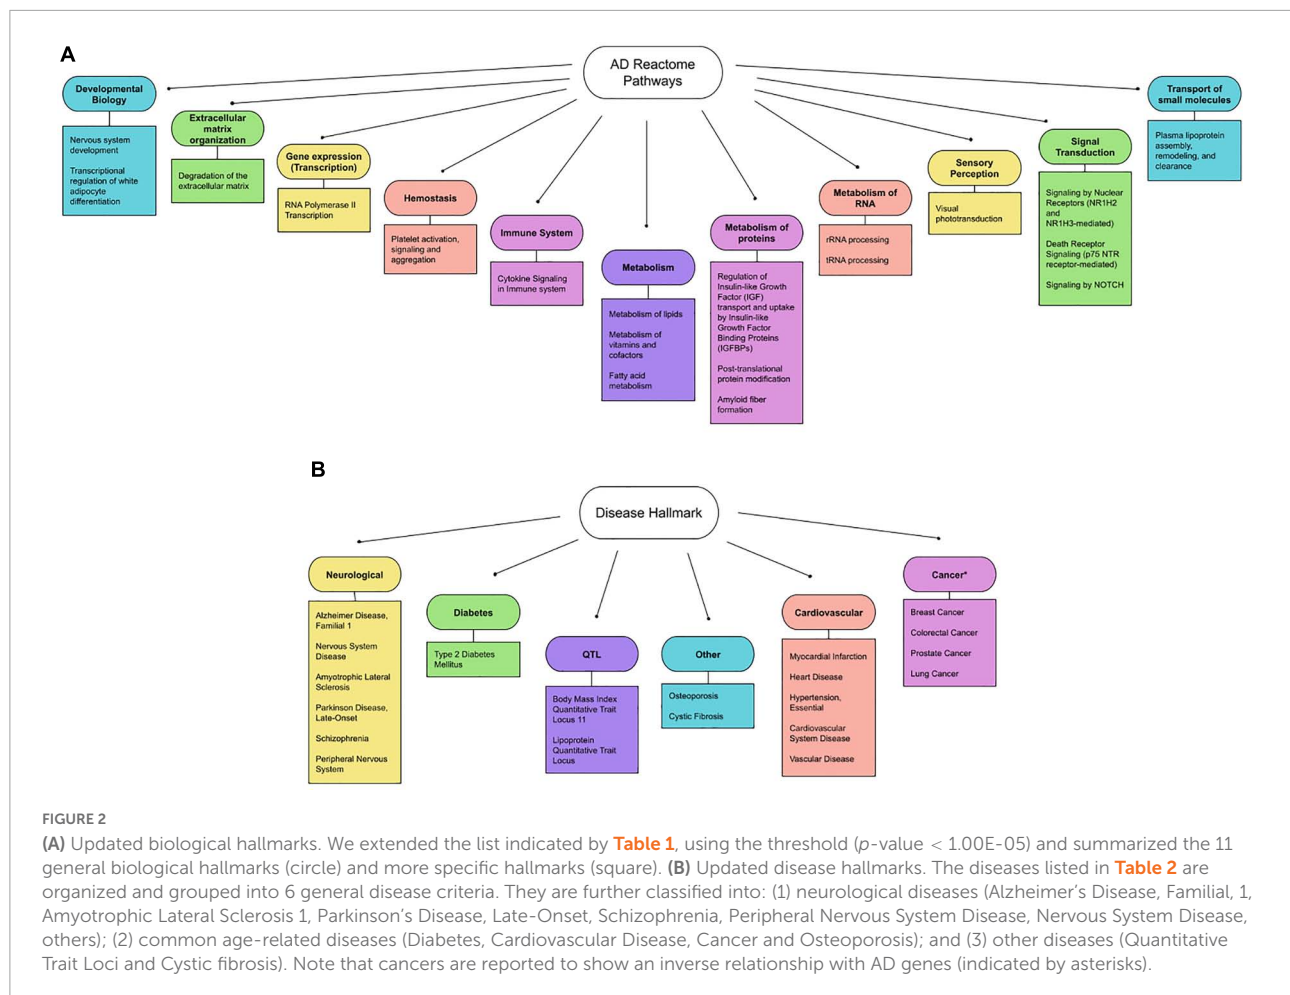 A
AD Reactome
Pathways
Developmental
Biology
Nervous system
development
Transcriptional
regulation of white
adipocyte
differentiation
Extracellular
matrix
organization
Degradation of the
extracellular matrix
Gene expression
(Transcription)
RNA Polymerase II
Transcription
Hemostasis
Platelet activation,
signaling and
aggregation
Immune System
Cytokine Signaling
in Immune system
Metabolism
Metabolism of lipids
Metabolism of
vitamins and
cofactors
Fatty acid
metabolism
Metabolism of
proteins
Regulation of
Insulin-like Growth
Factor (IGF)
transport and uptake
by Insulin-like
Growth Factor
Binding Proteins
(IGFBPs)
Post-translational
protein modification
Amyloid fiber
formation
Metabolism of
RNA
rRNA processing
tRNA processing
Sensory
Perception
Visual
phototransduction
Signal
Transduction
Signaling by Nuclear
Receptors (NR1H2
and
NR1H3-mediated)
Death Receptor
Signaling (p75 NTR
receptor-mediated)
Signaling by NOTCH
Transport of
small molecules
Plasma lipoprotein
assembly,
remodeling, and
clearance
B
Disease Hallmark
Neurological
Alzheimer Disease,
Familial 1
Nervous System
Disease
Amyotrophic Lateral
Sclerosis
Parkinson Disease,
Late-Onset
Schizophrenia
Peripheral Nervous
System
Diabetes
Type 2 Diabetes
Mellitus
QTL
Body Mass Index
Quantitative Trait
Locus 11
Lipoprotein
Quantitative Trait
Locus
Other
Osteoporosis
Cystic Fibrosis
Cardiovascular
Myocardial Infarction
Heart Disease
Hypertension,
Essential
Cardiovascular
System Disease
Vascular Disease
Cancer*
Breast Cancer
Colorectal Cancer
Prostate Cancer
Lung Cancer
FIGURE 2
(A) Updated biological hallmarks. We extended the list indicated by Table 1, using the threshold (p-value < 1.00E-05) and summarized the 11
general biological hallmarks (circle) and more specific hallmarks (square). (B) Updated disease hallmarks. The diseases listed in Table 2 are
organized and grouped into 6 general disease criteria. They are further classified into: (1) neurological diseases (Alzheimer's Disease, Familial, 1,
Amyotrophic Lateral Sclerosis 1, Parkinson's Disease, Late-Onset, Schizophrenia, Peripheral Nervous System Disease, Nervous System Disease,
others); (2) common age-related diseases (Diabetes, Cardiovascular Disease, Cancer and Osteoporosis); and (3) other diseases (Quantitative
Trait Loci and Cystic fibrosis). Note that cancers are reported to show an inverse relationship with AD genes (indicated by asterisks).